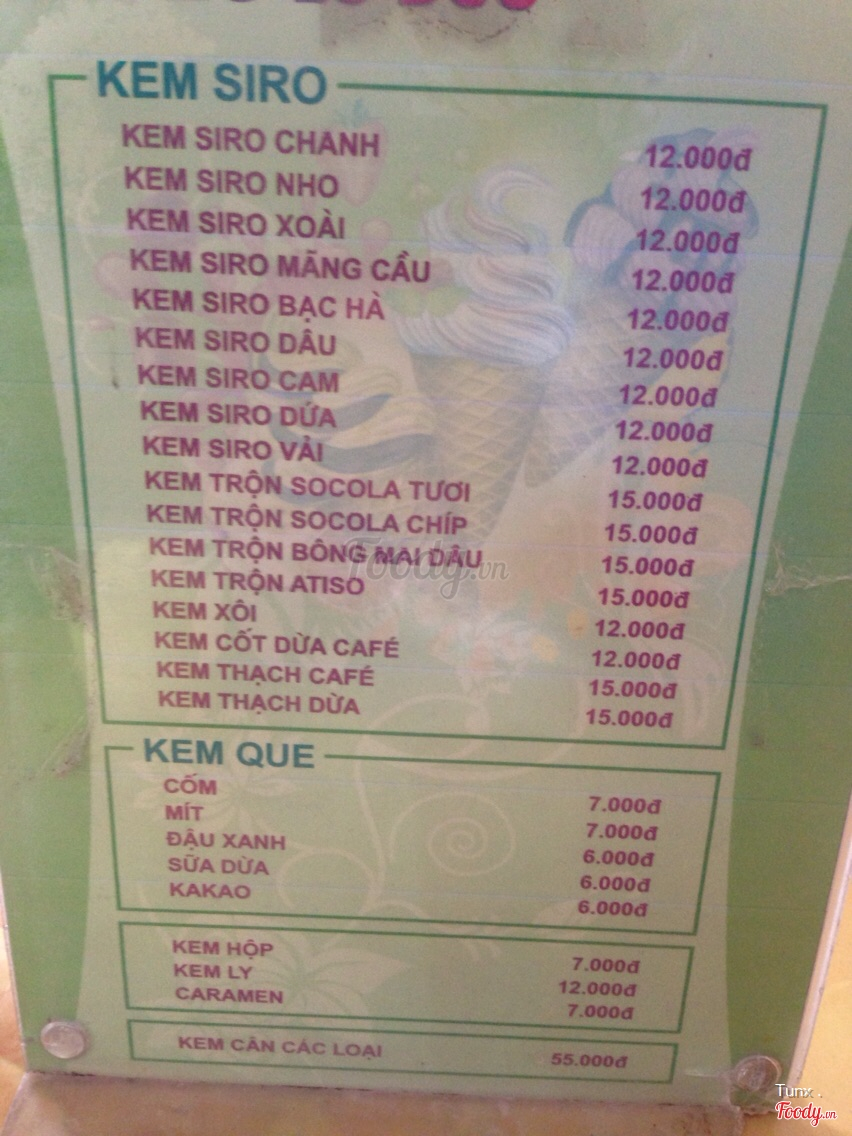 KEM SIRO
KEM SIRO CHANH 12.000đ
KEM SIRO NHO 12.000đ
KEM SIRO XOÀI 12.000đ
KEM SIRO MÃNG CẦU 12.000đ
KEM SIRO BẠC HÀ 12.000đ
KEM SIRO DÂU 12.000đ
KEM SIRO CAM 12.000đ
KEM SIRO DỨA 12.000đ
KEM SIRO VẢI 12.000đ
KEM TRỘN SOCOLA TƯƠI 15.000đ
KEM TRỘN SOCOLA CHÍP 15.000đ
KEM TRỘN BÔNG MAI DÂU 15.000đ
KEM TRỘN ATISO 15.000đ
KEM XÔI 12.000đ
KEM CỐT DỪA CAFÉ 12.000đ
KEM THẠCH CAFÉ 15.000đ
KEM THẠCH DỪA 15.000đ
Foody.vn
KEM QUE
CỐM 7.000đ
MÍT 7.000đ
ĐẬU XANH 6.000đ
SỮA DỪA 6.000đ
KAKAO 6.000đ
KEM HỘP 7.000đ
KEM LY 12.000đ
CARAMEN 7.000đ
KEM CÂN CÁC LOẠI 55.000đ
Tunx .
Foody.vn